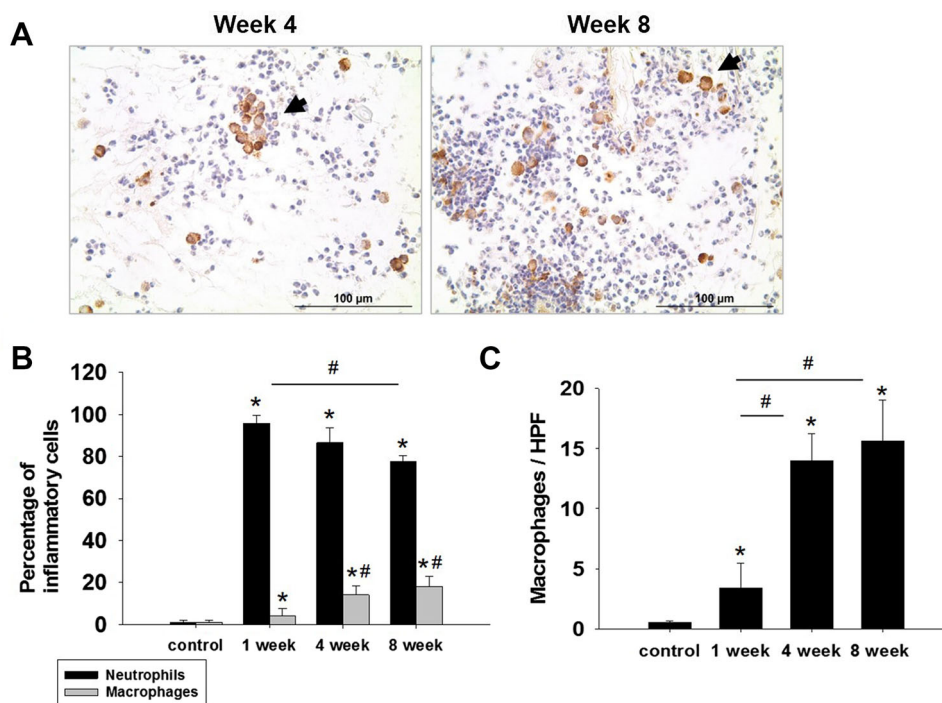 A
Week 4
Week 8
100 µm
100 µm
B
Percentage of
inflammatory cells
120
100
80
60
40
20
0
#
*
*
*
*
*#
*#
control
1 week
4 week
8 week
Neutrophils
Macrophages
C
Macrophages / HPF
20
15
10
5
0
#
#
*
*
*
control
1 week
4 week
8 week